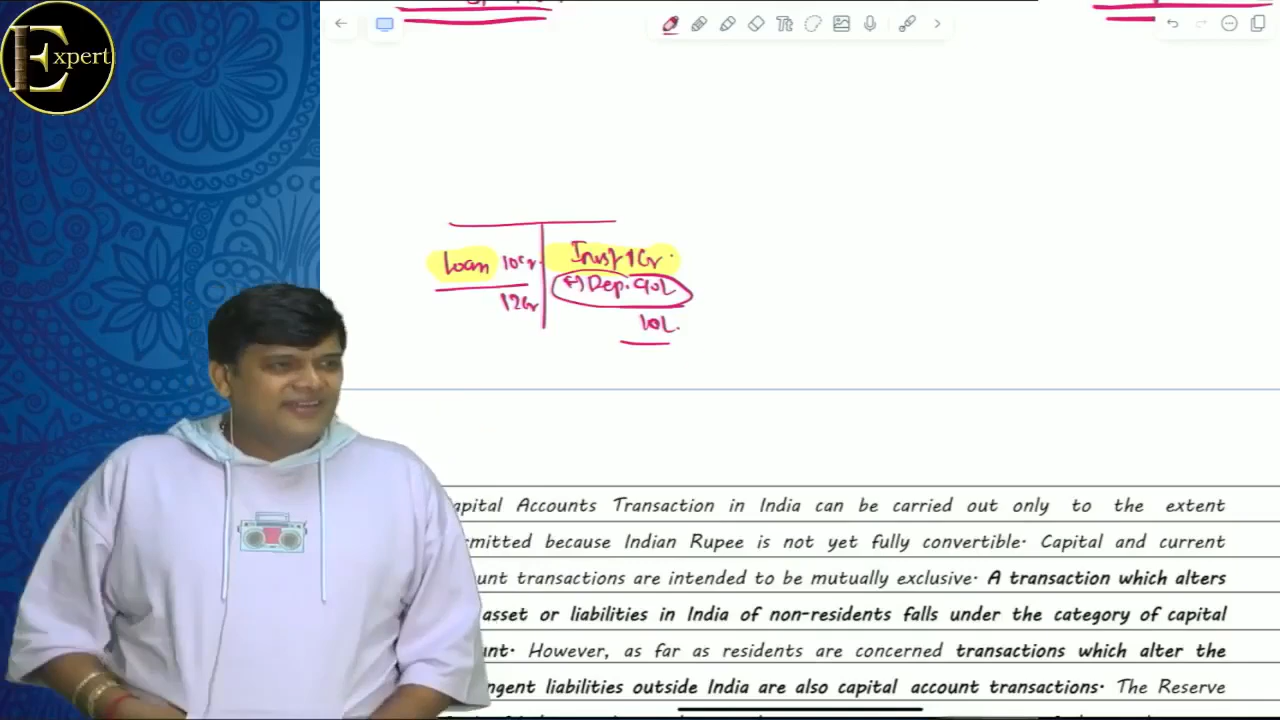 Expert
Loan 10Cr. Invst 1Cr.
12Cr (-) Dep. 90L
10L.
apital Accounts Transaction in India can be carried out only to the extent
mitted because Indian Rupee is not yet fully convertible. Capital and current
unt transactions are intended to be mutually exclusive. A transaction which alters
asset or liabilities in India of non-residents falls under the category of capital
unt. However, as far as residents are concerned transactions which alter the
ngent liabilities outside India are also capital account transactions. The Reserve